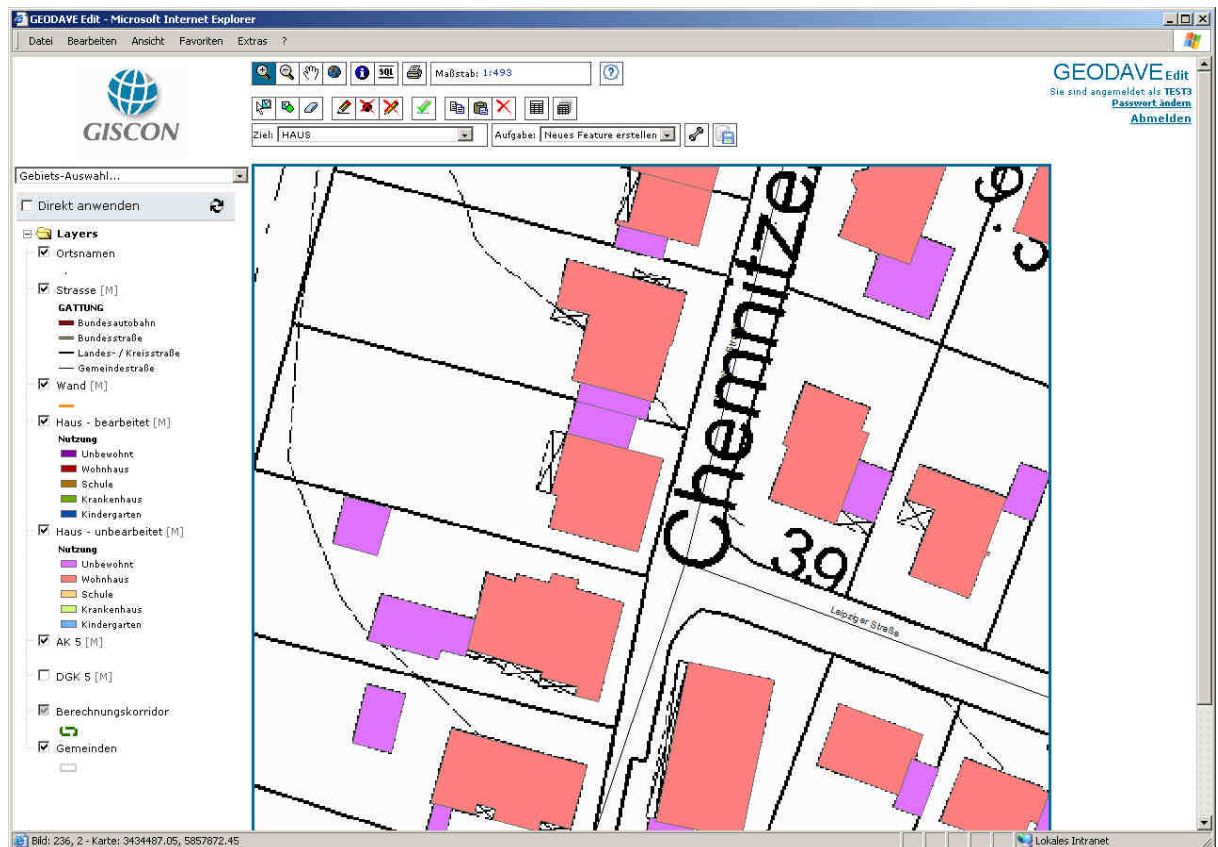 GEODAVE Edit - Microsoft Internet Explorer
Datei Bearbeiten Ansicht Favoriten Extras ?
GISCON
SQL
Maßstab: 1:493
?
GEODAVE Edit
Sie sind angemeldet als TEST3
Passwort ändern
Abmelden
Ziel: HAUS
Aufgabe: Neues Feature erstellen
Gebiets-Auswahl...
Direkt anwenden
Layers
Ortsnamen
Strasse [M]
GATTUNG
Bundesautobahn
Bundesstraße
Landes- / Kreisstraße
Gemeindestraße
Wand [M]
Haus - bearbeitet [M]
Nutzung
Unbewohnt
Wohnhaus
Schule
Krankenhaus
Kindergarten
Haus - unbearbeitet [M]
Nutzung
Unbewohnt
Wohnhaus
Schule
Krankenhaus
Kindergarten
AK 5 [M]
DGK 5 [M]
Berechnungskorridor
Gemeinden
Chemnitze
39
Leipziger Straße
Bild: 236, 2 - Karte: 3434487.05, 5857872.45
Lokales Intranet